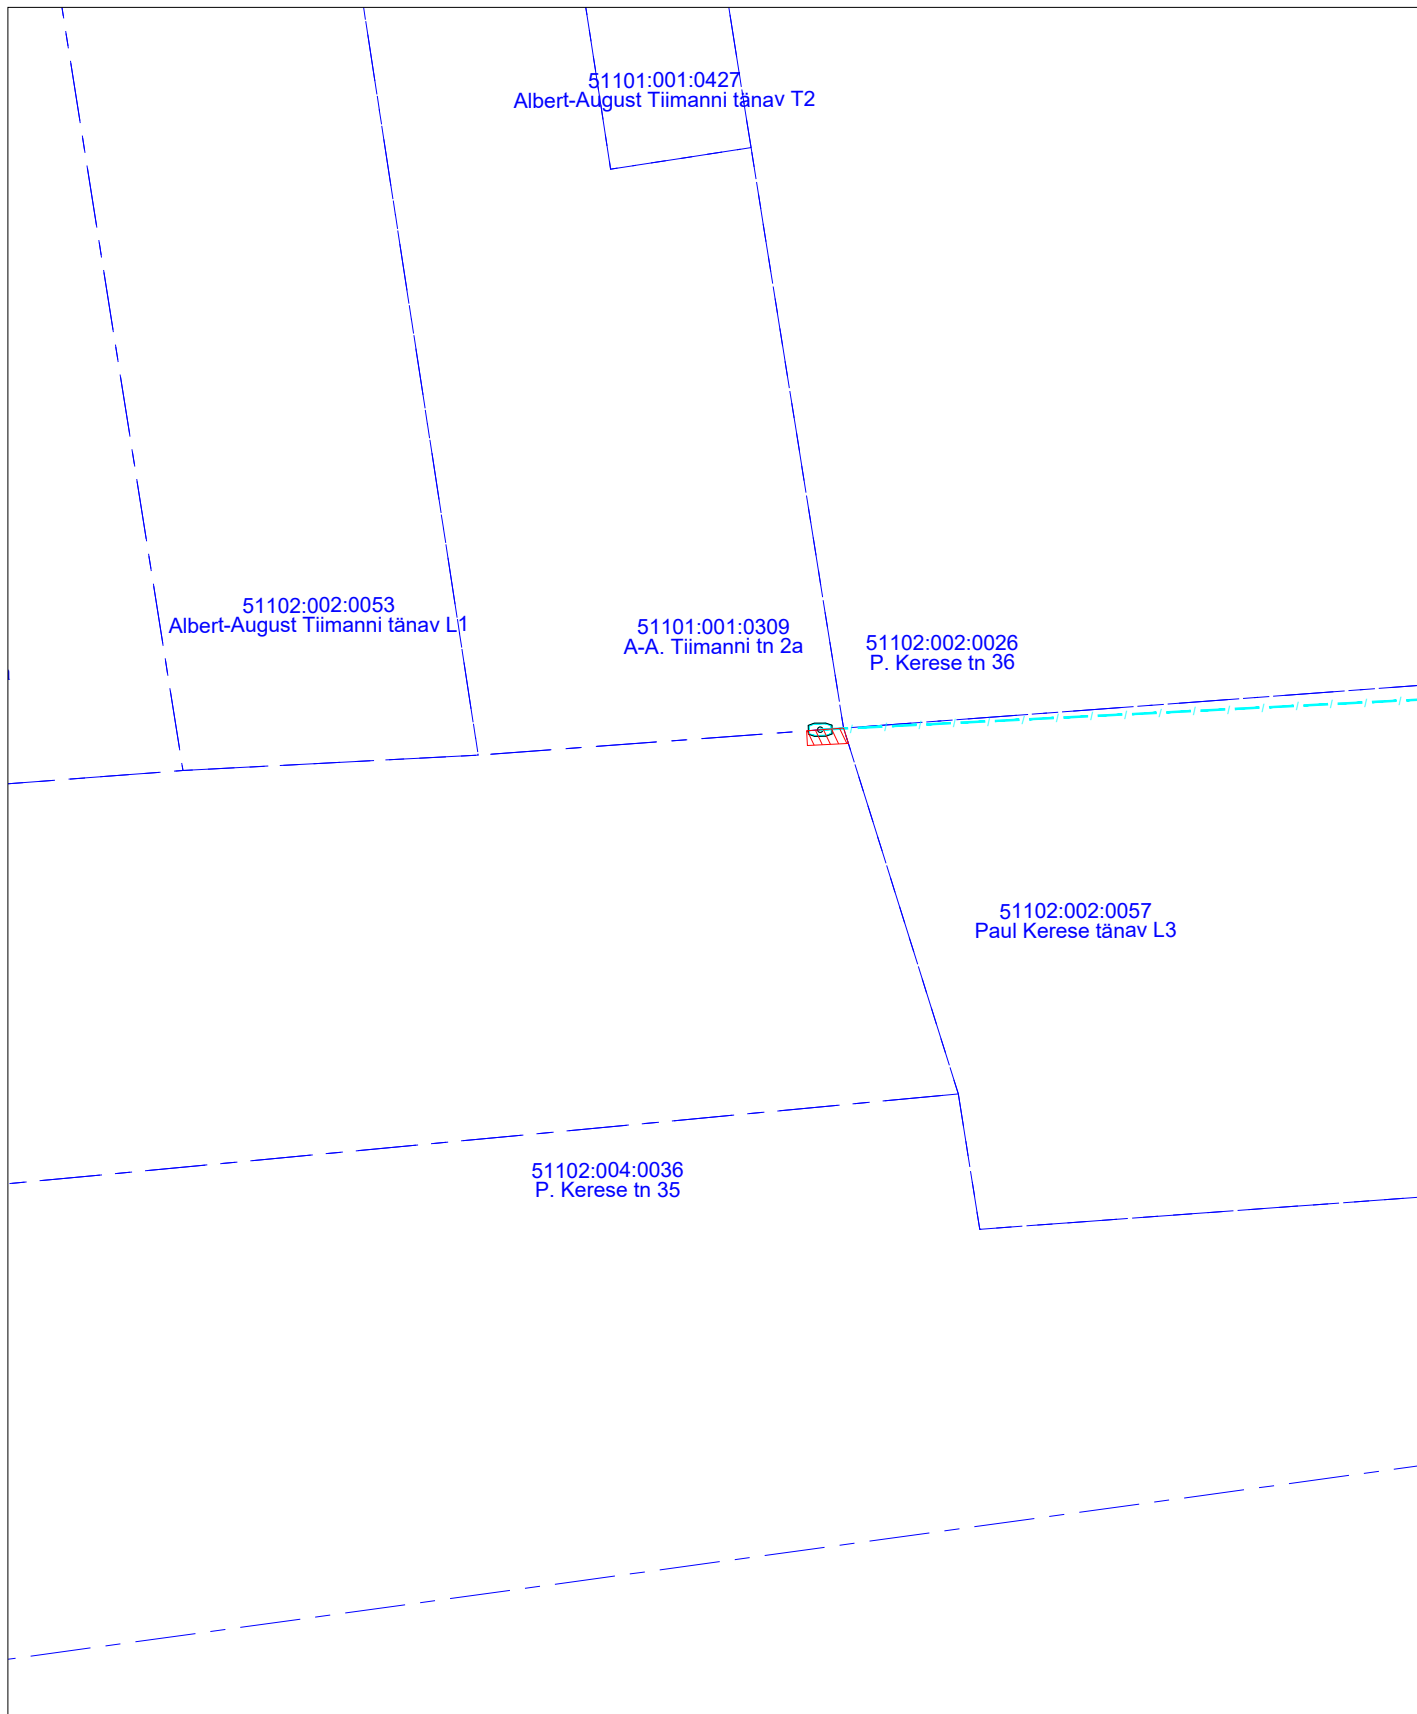 51101:001:0427
Albert-August Tiimanni tänav T2
51102:002:0053
Albert-August Tiimanni tänav L1
51101:001:0309
A-A. Tiimanni tn 2a
51102:002:0026
P. Kerese tn 36
51102:002:0057
Paul Kerese tänav L3
51102:004:0036
P. Kerese tn 35